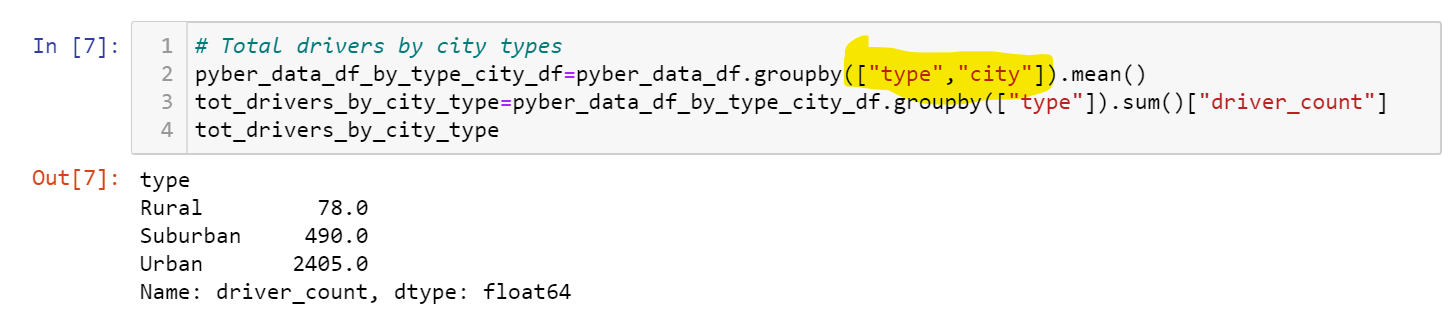 In [7]:
1 # Total drivers by city types
2 pyber_data_df_by_type_city_df=pyber_data_df.groupby(["type","city"]).mean()
3 tot_drivers_by_city_type=pyber_data_df_by_type_city_df.groupby(["type"]).sum()["driver_count"]
4 tot_drivers_by_city_type
Out[7]: type
Rural 78.0
Suburban 490.0
Urban 2405.0
Name: driver_count, dtype: float64